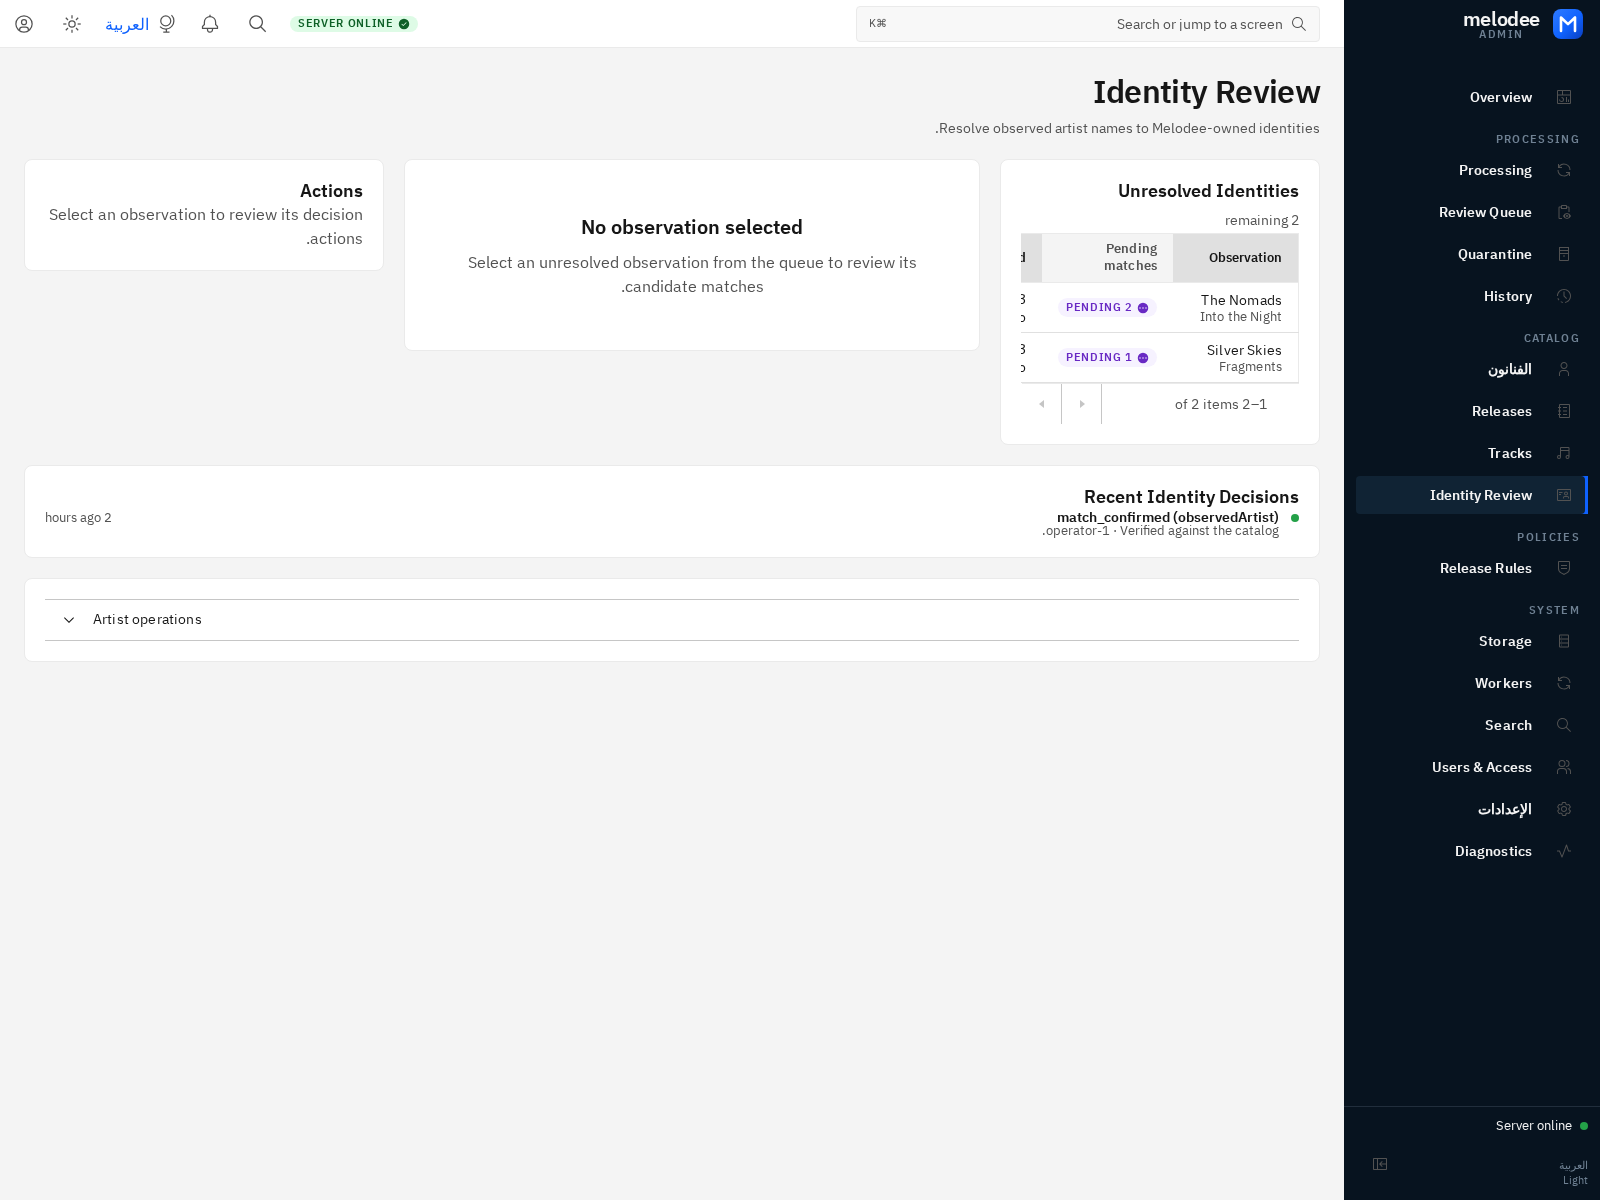 melodee
ADMIN
Overview
PROCESSING
Processing
Review Queue
Quarantine
History
CATALOG
الفنانون
Releases
Tracks
Identity Review
POLICIES
Release Rules
SYSTEM
Storage
Workers
Search
Users & Access
الإعدادات
Diagnostics
Server online
العربية
Light
Search or jump to a screen
⌘K
SERVER ONLINE
العربية
Identity Review
Resolve observed artist names to Melodee-owned identities.
Unresolved Identities
2 remaining
Observation
Pending
matches
The Nomads
Into the Night
2 PENDING
Silver Skies
Fragments
1 PENDING
1–2 of 2 items
No observation selected
Select an unresolved observation from the queue to review its
candidate matches.
Actions
Select an observation to review its decision
actions.
Recent Identity Decisions
match_confirmed (observedArtist)
operator-1 · Verified against the catalog.
2 hours ago
Artist operations